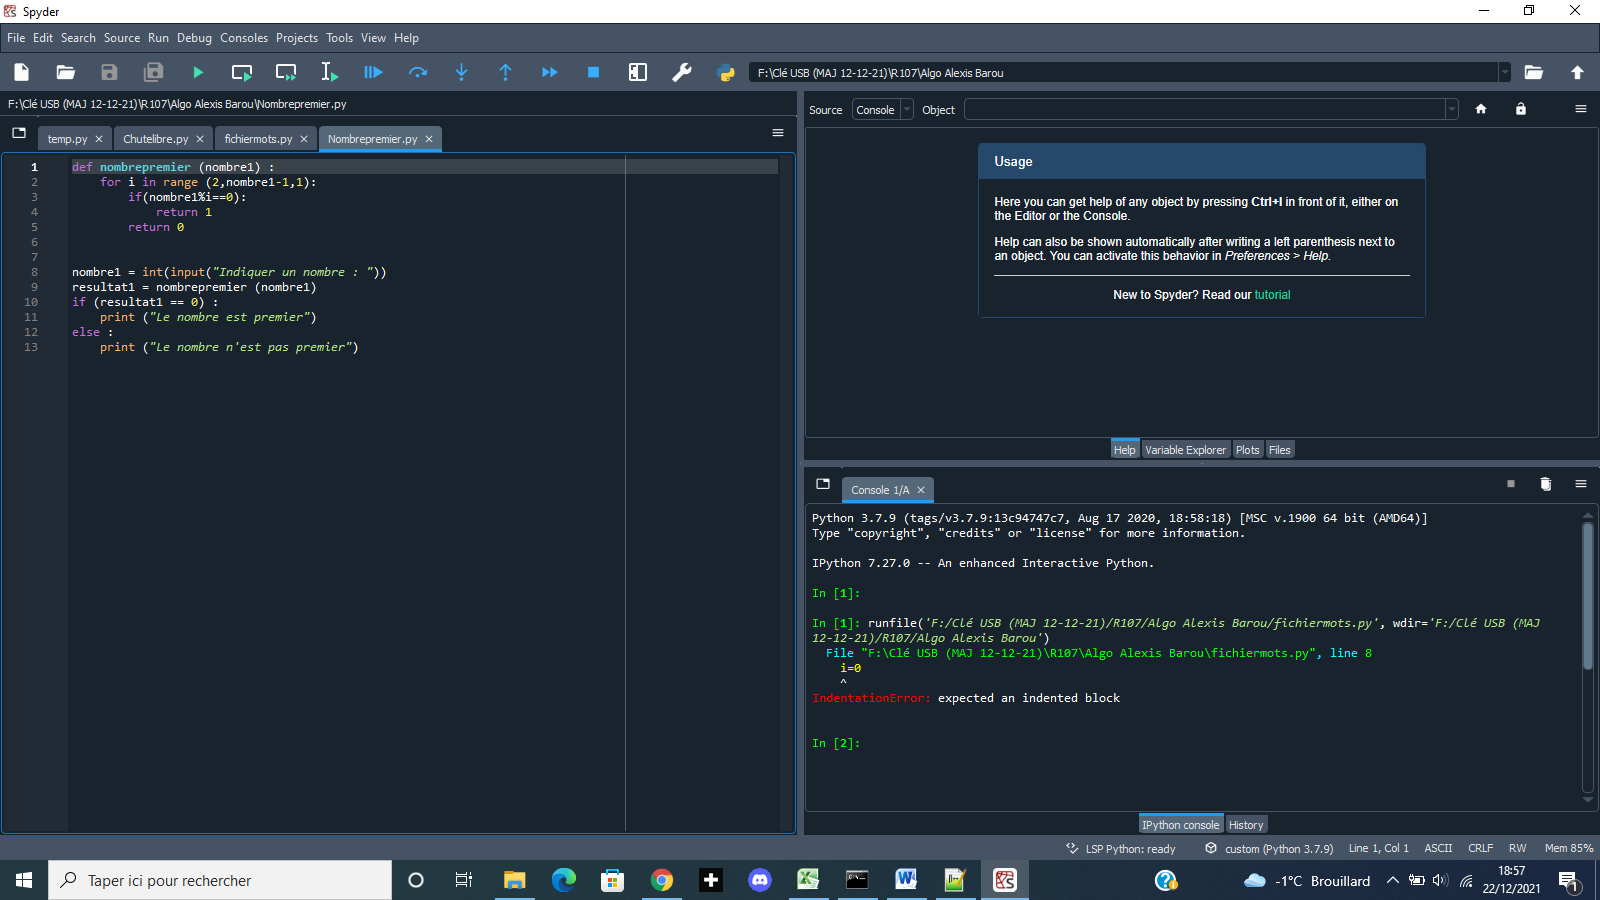 Spyder
File Edit Search Source Run Debug Consoles Projects Tools View Help
F:\Clé USB (MAJ 12-12-21)\R107\Algo Alexis Barou
F:\Clé USB (MAJ 12-12-21)\R107\Algo Alexis Barou\Nombrepremier.py
temp.py Chutelibre.py fichiermots.py Nombrepremier.py
1 def nombrepremier (nombre1) :
2     for i in range (2,nombre1-1,1):
3         if(nombre1%i==0):
4             return 1
5         return 0
6
7
8 nombre1 = int(input("Indiquer un nombre : "))
9 resultat1 = nombrepremier (nombre1)
10 if (resultat1 == 0) :
11     print ("Le nombre est premier")
12 else :
13     print ("Le nombre n'est pas premier")
Source Console Object
Usage
Here you can get help of any object by pressing Ctrl+I in front of it, either on
the Editor or the Console.
Help can also be shown automatically after writing a left parenthesis next to
an object. You can activate this behavior in Preferences > Help.
New to Spyder? Read our tutorial
Help Variable Explorer Plots Files
Console 1/A
Python 3.7.9 (tags/v3.7.9:13c94747c7, Aug 17 2020, 18:58:18) [MSC v.1900 64 bit (AMD64)]
Type "copyright", "credits" or "license" for more information.
IPython 7.27.0 -- An enhanced Interactive Python.
In [1]:
In [1]: runfile('F:/Clé USB (MAJ 12-12-21)/R107/Algo Alexis Barou/fichiermots.py', wdir='F:/Clé USB (MAJ
12-12-21)/R107/Algo Alexis Barou')
  File "F:\Clé USB (MAJ 12-12-21)\R107\Algo Alexis Barou\fichiermots.py", line 8
    i=0
    ^
IndentationError: expected an indented block
In [2]:
IPython console History
LSP Python: ready custom (Python 3.7.9) Line 1, Col 1 ASCII CRLF RW Mem 85%
Taper ici pour rechercher
-1°C Brouillard
18:57
22/12/2021
1